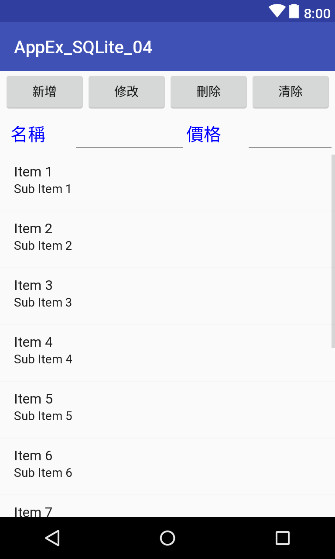 8:00
AppEx_SQLite_04
新增 修改 刪除 清除
名稱 價格
Item 1
Sub Item 1
Item 2
Sub Item 2
Item 3
Sub Item 3
Item 4
Sub Item 4
Item 5
Sub Item 5
Item 6
Sub Item 6
Item 7